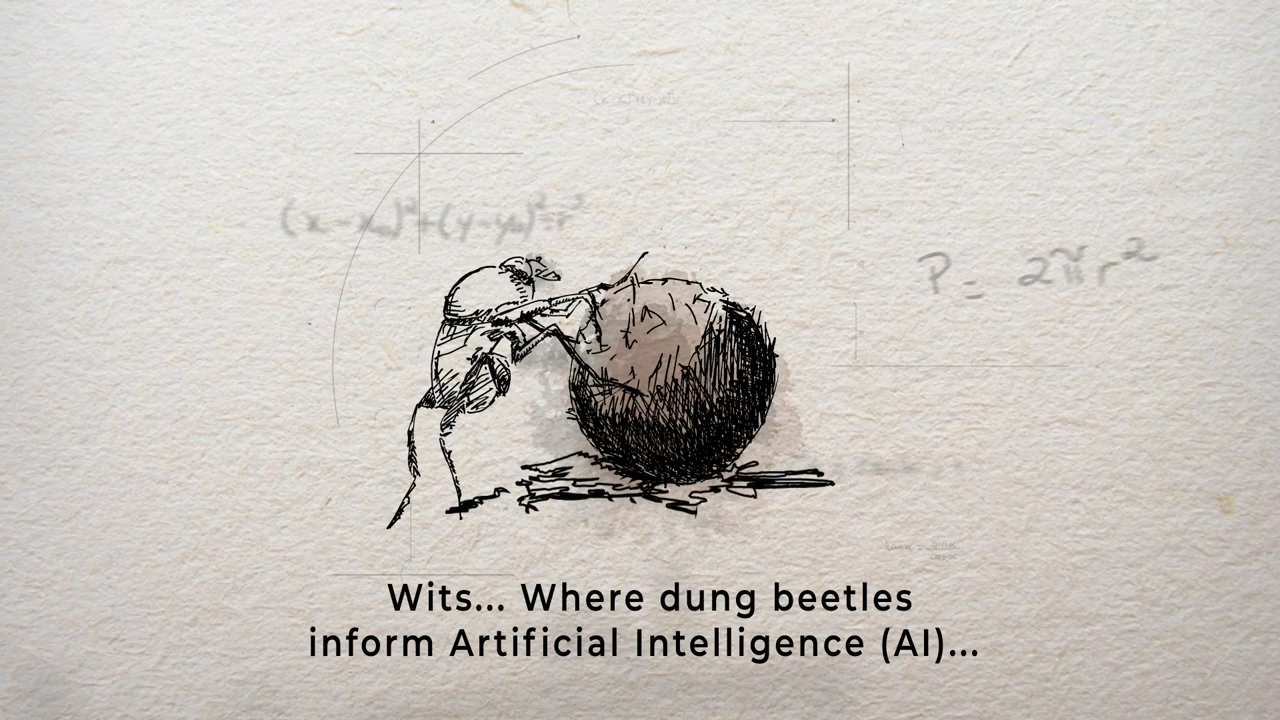 (x-x₀)²+(y-y₀)²=r²
P = 2πr²
Wits... Where dung beetles
inform Artificial Intelligence (AI)...